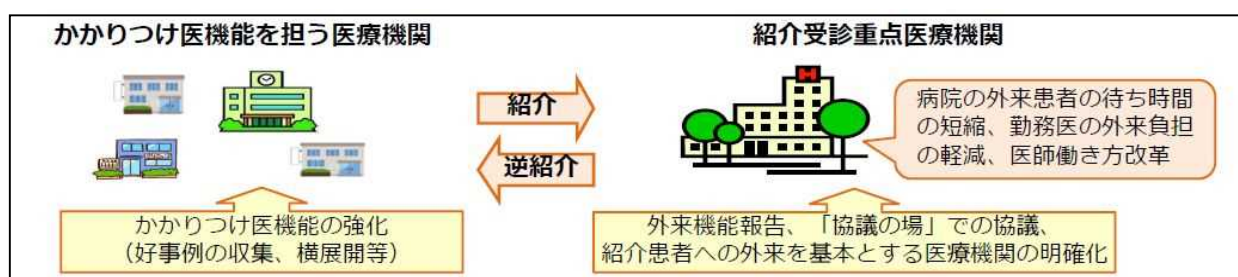 かかりつけ医機能を担う医療機関
紹介受診重点医療機関
紹介
逆紹介
H
病院の外来患者の待ち時間
の短縮、勤務医の外来負担
の軽減、医師働き方改革
かかりつけ医機能の強化
（好事例の収集、横展開等）
外来機能報告、「協議の場」での協議、
紹介患者への外来を基本とする医療機関の明確化